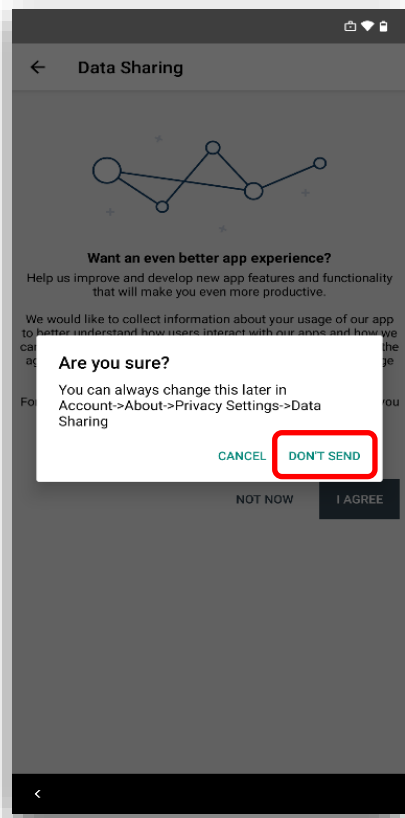 Data Sharing
Want an even better app experience?
Help us improve and develop new app features and functionality
that will make you even more productive.
We would like to collect information about your usage of our app
to better understand how users interact with our apps and how we
Are you sure?
You can always change this later in
Account->About->Privacy Settings->Data
Sharing
CANCEL DON'T SEND
NOT NOW I AGREE